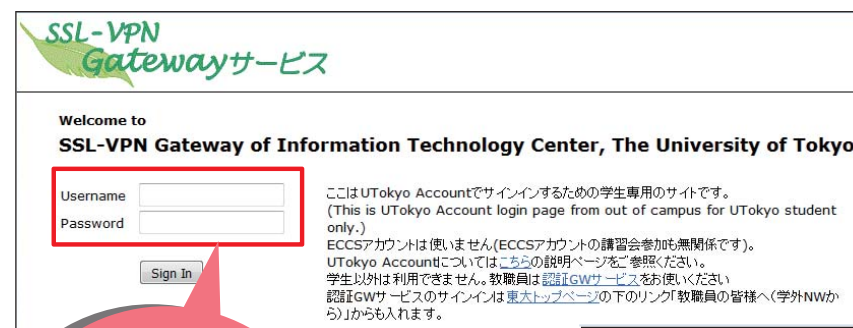 SSL-VPN
Gatewayサービス
Welcome to
SSL-VPN Gateway of Information Technology Center, The University of Tokyo
Username
Password
Sign In
ここはUTokyo Accountでサインインするための学生専用のサイトです。
(This is UTokyo Account login page from out of campus for UTokyo student
only.)
ECCSアカウントは使いません(ECCSアカウントの講習会参加も無関係です)。
UTokyo Accountについてはこちらの説明ページをご参照ください。
学生以外は利用できません。教職員は認証GWサービスをお使いください
認証GWサービスのサインインは東大トップページの下のリンク「教職員の皆様へ(学外NWか
ら)」からも入れます。